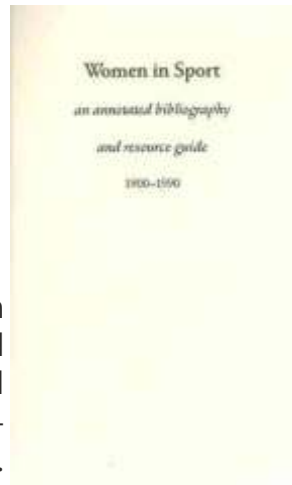 Women in Sport
an annotated bibliography
and resource guide
1900–1990